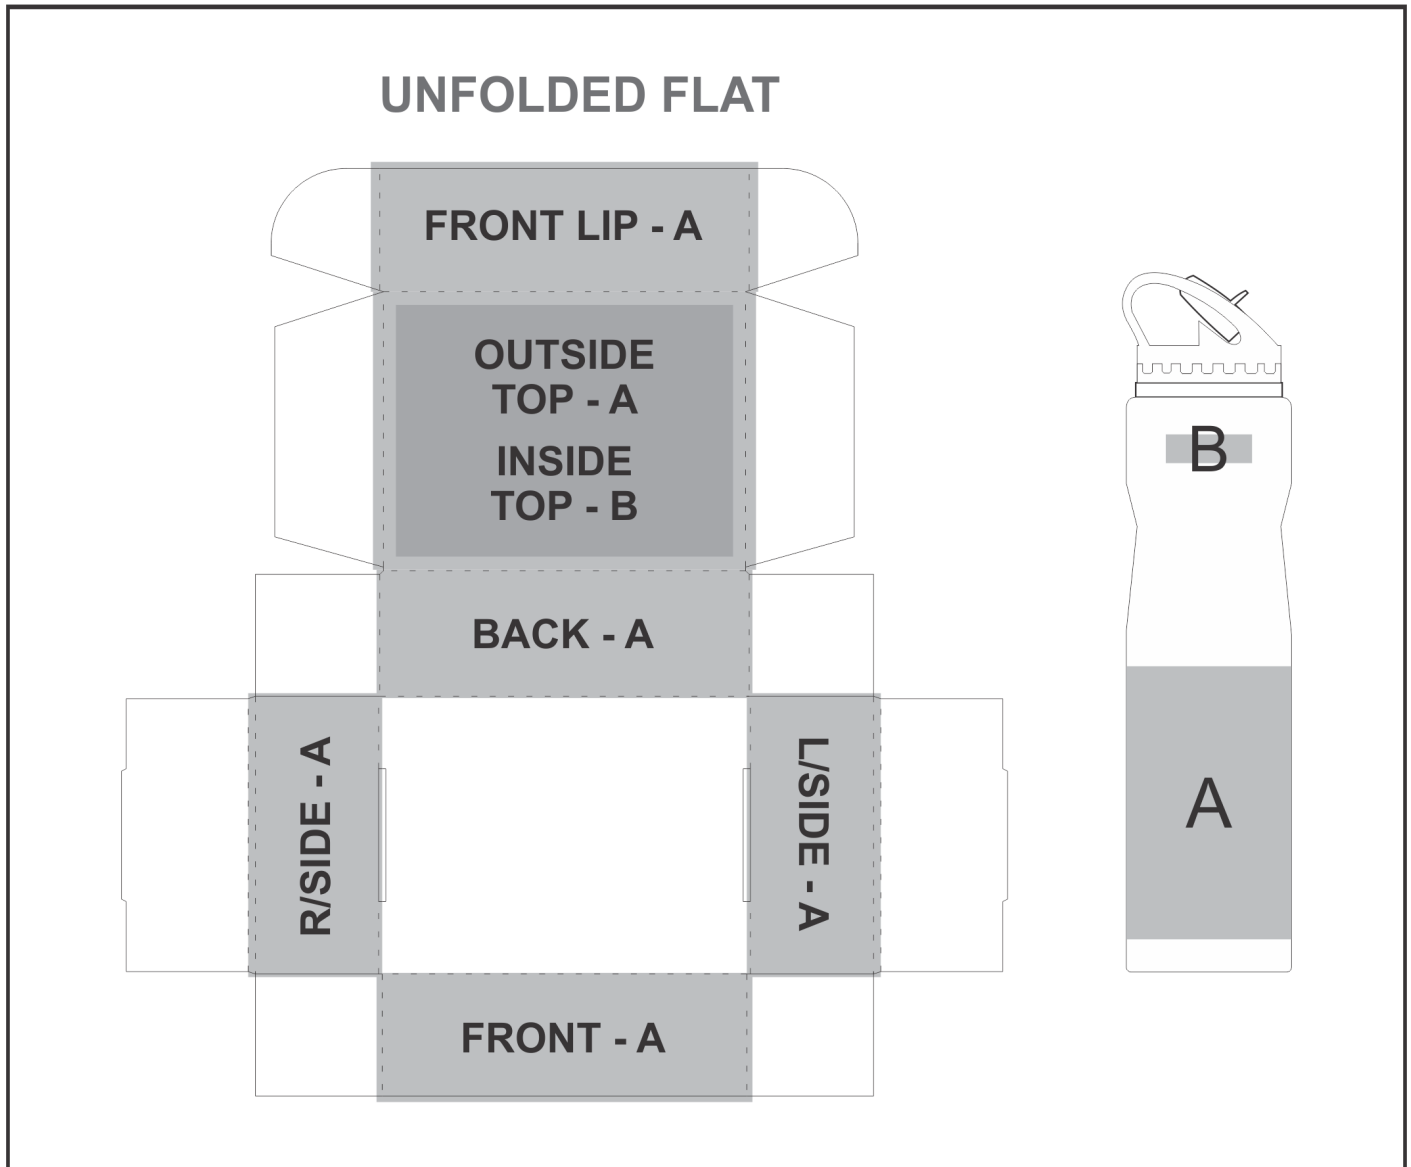 UNFOLDED FLAT
FRONT LIP - A
OUTSIDE
TOP - A
INSIDE
TOP - B
BACK - A
R/SIDE - A
L/SIDE - A
FRONT - A
B
A